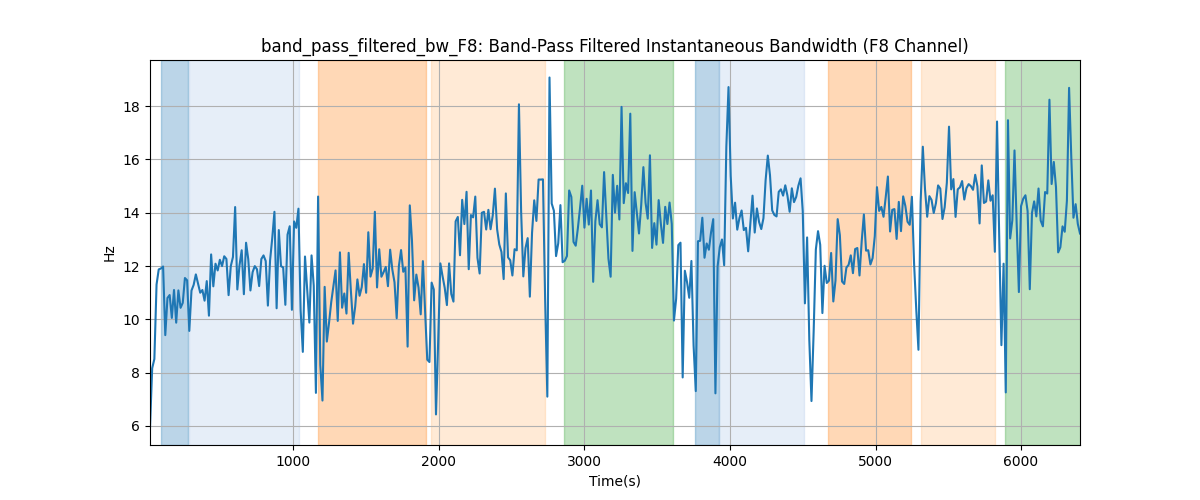 band_pass_filtered_bw_F8: Band-Pass Filtered Instantaneous Bandwidth (F8 Channel)
18
16
14
12
10
8
6
Hz
1000 2000 3000 4000 5000 6000
Time(s)